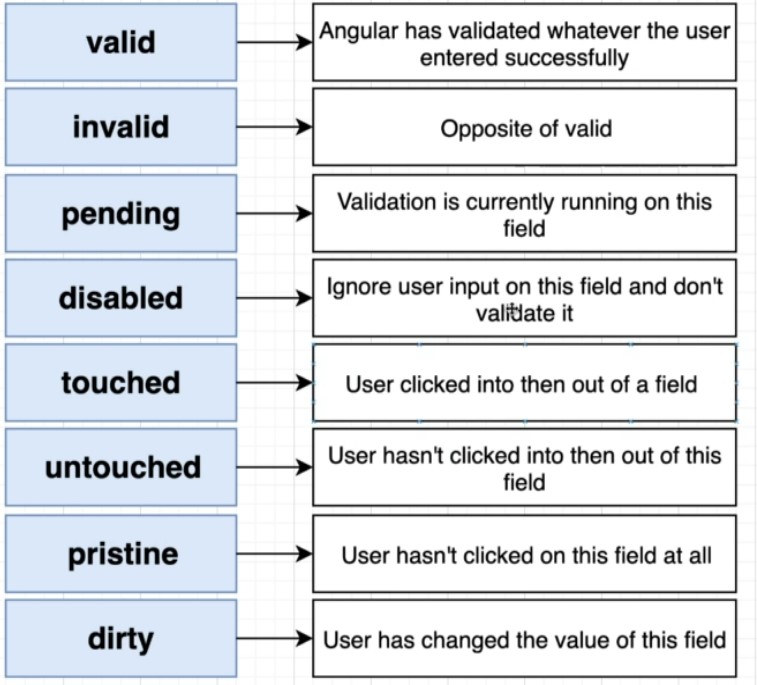 valid
Angular has validated whatever the user
entered successfully
invalid
Opposite of valid
pending
Validation is currently running on this
field
disabled
Ignore user input on this field and don't
validate it
touched
User clicked into then out of a field
untouched
User hasn't clicked into then out of this
field
pristine
User hasn't clicked on this field at all
dirty
User has changed the value of this field